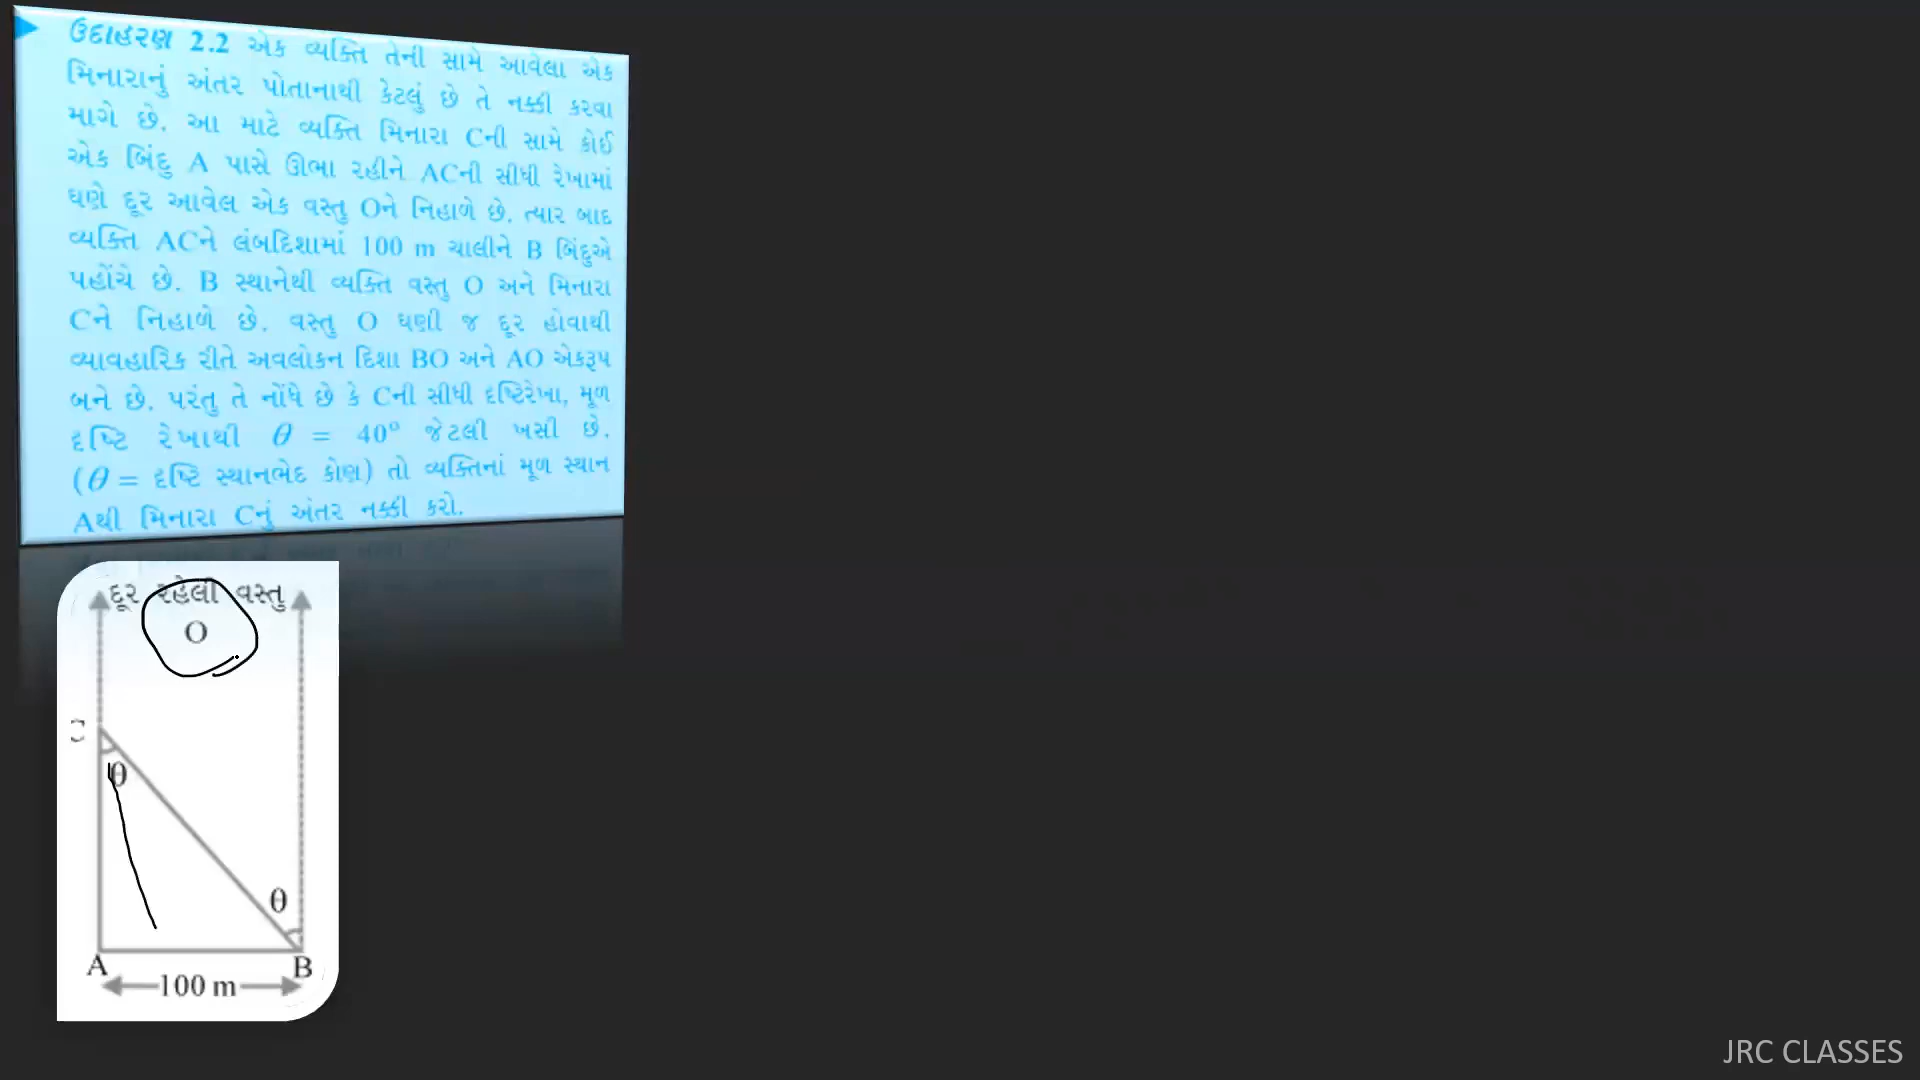 ઉદાહરણ 2.2 એક વ્યક્તિ તેની સામે આવેલા એક
મિનારાનું અંતર પોતાનાથી કેટલું છે તે નક્કી કરવા
માગે છે. આ માટે વ્યક્તિ મિનારા Cની સામે કોઈ
એક બિંદુ A પાસે ઊભા રહીને ACની સીધી રેખામાં
ઘણે દૂર આવેલ એક વસ્તુ Oને નિહાળે છે. ત્યાર બાદ
વ્યક્તિ ACને લંબદિશામાં 100 m ચાલીને B બિંદુએ
પહોંચે છે. B સ્થાનેથી વ્યક્તિ વસ્તુ O અને મિનારા
Cને નિહાળે છે. વસ્તુ O ઘણી જ દૂર હોવાથી
વ્યાવહારિક રીતે અવલોકન દિશા BO અને AO એકરૂપ
બને છે. પરંતુ તે નોંધે છે કે Cની સીધી દૃષ્ટિરેખા, મૂળ
દૃષ્ટિ રેખાથી θ = 40° જેટલી ખસી છે.
(θ = દૃષ્ટિ સ્થાનભેદ કોણ) તો વ્યક્તિનાં મૂળ સ્થાન
Aથી મિનારા Cનું અંતર નક્કી કરો.
દૂર રહેલી વસ્તુ
O
C
θ
θ
A B
100 m
JRC CLASSES